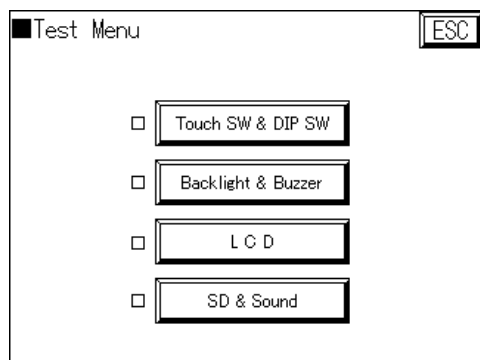 ■Test Menu
ESC
Touch SW & DIP SW
Backlight & Buzzer
L C D
SD & Sound